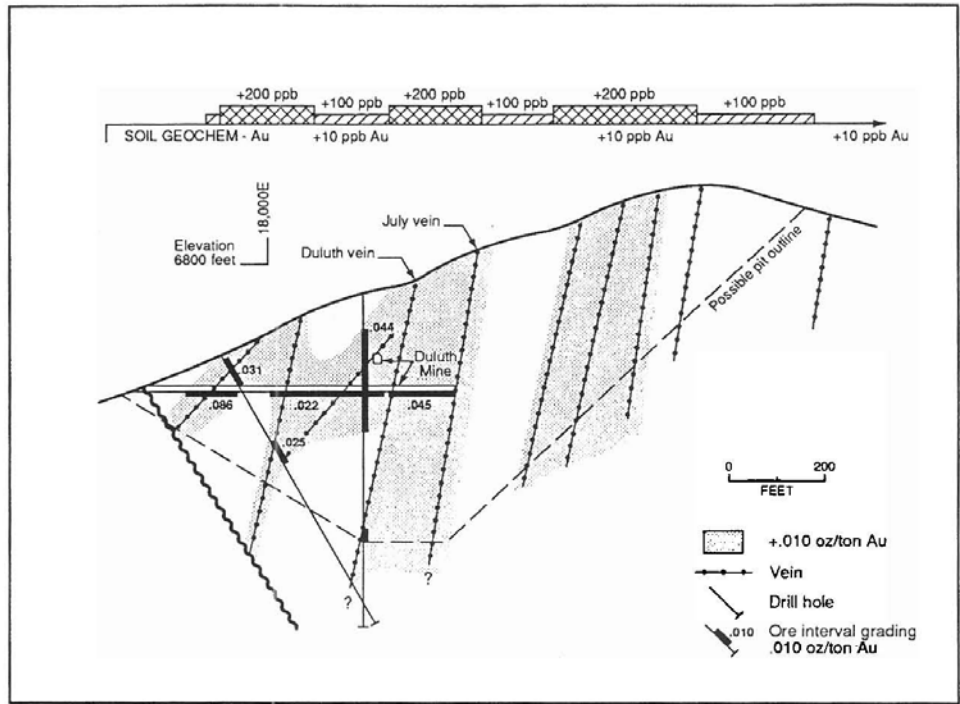 +200 ppb
+100 ppb
+200 ppb
+100 ppb
+200 ppb
+100 ppb
SOIL GEOCHEM - Au
+10 ppb Au
+10 ppb Au
+10 ppb Au
18,000E
Elevation
6800 feet
July vein
Duluth vein
Possible pit outline
.044
.031
Duluth
Mine
.086
.022
.045
.025
?
?
0
200
FEET
+.010 oz/ton Au
Vein
Drill hole
.010
Ore interval grading
.010 oz/ton Au